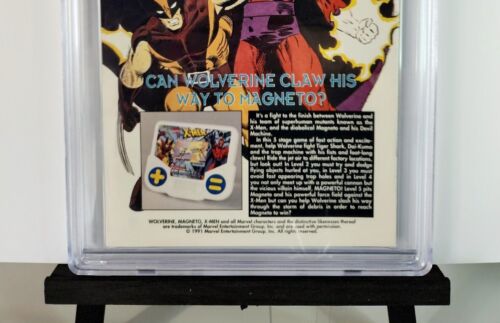 CAN WOLVERINE CLAW HIS
WAY TO MAGNETO?
X-MEN
It's a fight to the finish between Wolverine and
his team of superhuman mutants known as the
X-Men, and the diabolical Magneto and his Devil
Machine.
In this 5 stage game of fast action and excite-
ment, help Wolverine fight Tiger Shark, Dai-Kumo
and the trap machine with his fists and foot-long
claws! Ride the jet air to different factory locations,
but look out! In Level 2 you must try and dodge
flying objects hurled at you, in Level 3 you must
avoid four appearing trap holes and in Level 4
you not only meet up with a powerful cannon but
the vicious villain himself, MAGNETO! Level 5 pits
Magneto and his powerful force field against the
X-Men but can you help Wolverine slash his way
through the storm of debris in order to reach
Magneto to win?
WOLVERINE, MAGNETO, X-MEN and all Marvel characters and the distinctive likenesses thereof
are trademarks of Marvel Entertainment Group, Inc. and are used with permission.
© 1991 Marvel Entertainment Group, Inc. All rights reserved.